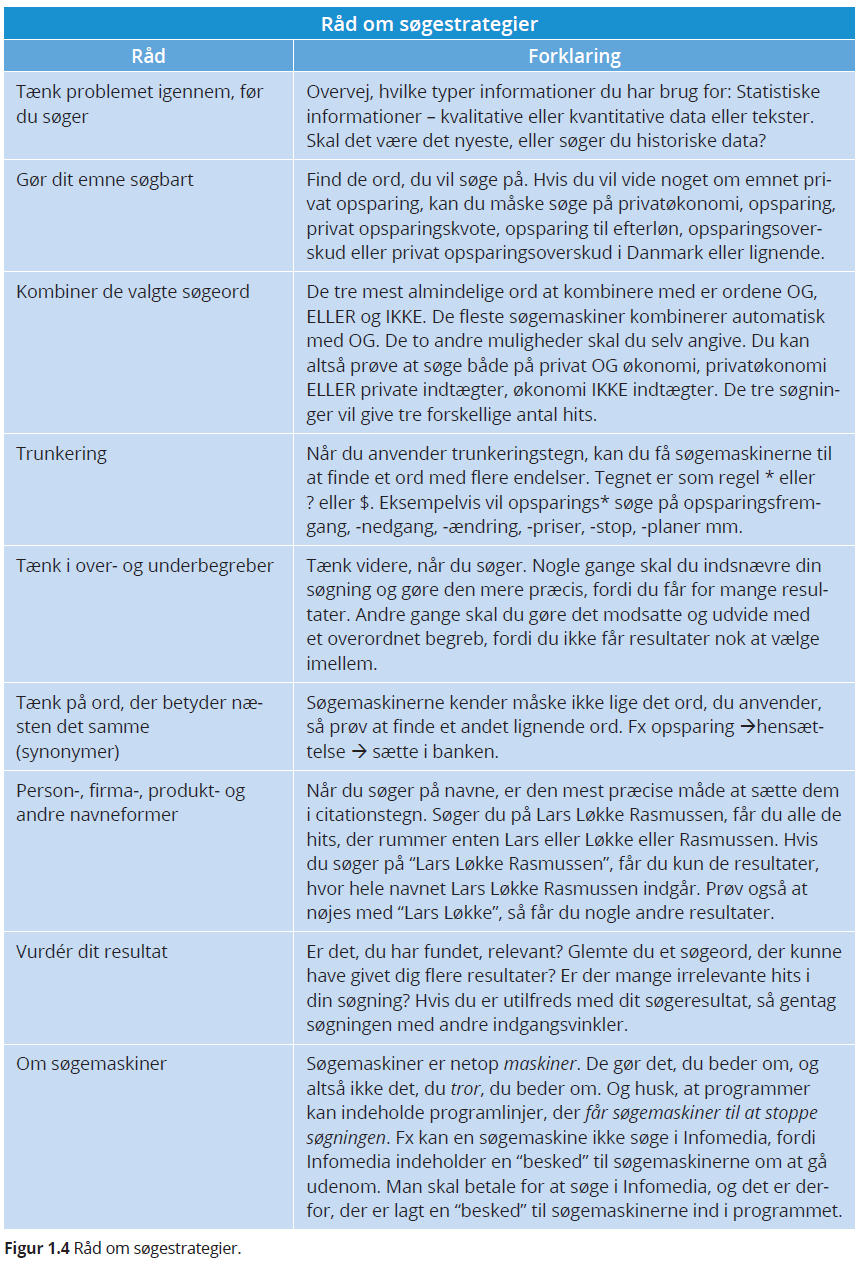 Råd om søgestrategier
Råd
Forklaring
Tænk problemet igennem, før
du søger
Overvej, hvilke typer informationer du har brug for: Statistiske
informationer – kvalitative eller kvantitative data eller tekster.
Skal det være det nyeste, eller søger du historiske data?
Gør dit emne søgbart
Find de ord, du vil søge på. Hvis du vil vide noget om emnet pri-
vat opsparing, kan du måske søge på privatøkonomi, opsparing,
privat opsparingskvote, opsparing til efterløn, opsparingsover-
skud eller privat opsparingsoverskud i Danmark eller lignende.
Kombiner de valgte søgeord
De tre mest almindelige ord at kombinere med er ordene OG,
ELLER og IKKE. De fleste søgemaskiner kombinerer automatisk
med OG. De to andre muligheder skal du selv angive. Du kan
altså prøve at søge både på privat OG økonomi, privatøkonomi
ELLER private indtægter, økonomi IKKE indtægter. De tre søgnin-
ger vil give tre forskellige antal hits.
Trunkering
Når du anvender trunkeringstegn, kan du få søgemaskinerne til
at finde et ord med flere endelser. Tegnet er som regel * eller
? eller $. Eksempelvis vil opsparings* søge på opsparingsfrem-
gang, -nedgang, -ændring, -priser, -stop, -planer mm.
Tænk i over- og underbegreber
Tænk videre, når du søger. Nogle gange skal du indsnævre din
søgning og gøre den mere præcis, fordi du får for mange resul-
tater. Andre gange skal du gøre det modsatte og udvide med
et overordnet begreb, fordi du ikke får resultater nok at vælge
imellem.
Tænk på ord, der betyder næ-
sten det samme
(synonymer)
Søgemaskinerne kender måske ikke lige det ord, du anvender,
så prøv at finde et andet lignende ord. Fx opsparing →hensæt-
telse → sætte i banken.
Person-, firma-, produkt- og
andre navneformer
Når du søger på navne, er den mest præcise måde at sætte dem
i citationstegn. Søger du på Lars Løkke Rasmussen, får du alle de
hits, der rummer enten Lars eller Løkke eller Rasmussen. Hvis
du søger på “Lars Løkke Rasmussen”, får du kun de resultater,
hvor hele navnet Lars Løkke Rasmussen indgår. Prøv også at
nøjes med “Lars Løkke”, så får du nogle andre resultater.
Vurdér dit resultat
Er det, du har fundet, relevant? Glemte du et søgeord, der kunne
have givet dig flere resultater? Er der mange irrelevante hits i
din søgning? Hvis du er utilfreds med dit søgeresultat, så gentag
søgningen med andre indgangsvinkler.
Om søgemaskiner
Søgemaskiner er netop maskiner. De gør det, du beder om, og
altså ikke det, du tror, du beder om. Og husk, at programmer
kan indeholde programlinjer, der får søgemaskiner til at stoppe
søgningen. Fx kan en søgemaskine ikke søge i Infomedia, fordi
Infomedia indeholder en “besked” til søgemaskinerne om at gå
udenom. Man skal betale for at søge i Infomedia, og det er der-
for, der er lagt en “besked” til søgemaskinerne ind i programmet.
Figur 1.4 Råd om søgestrategier.